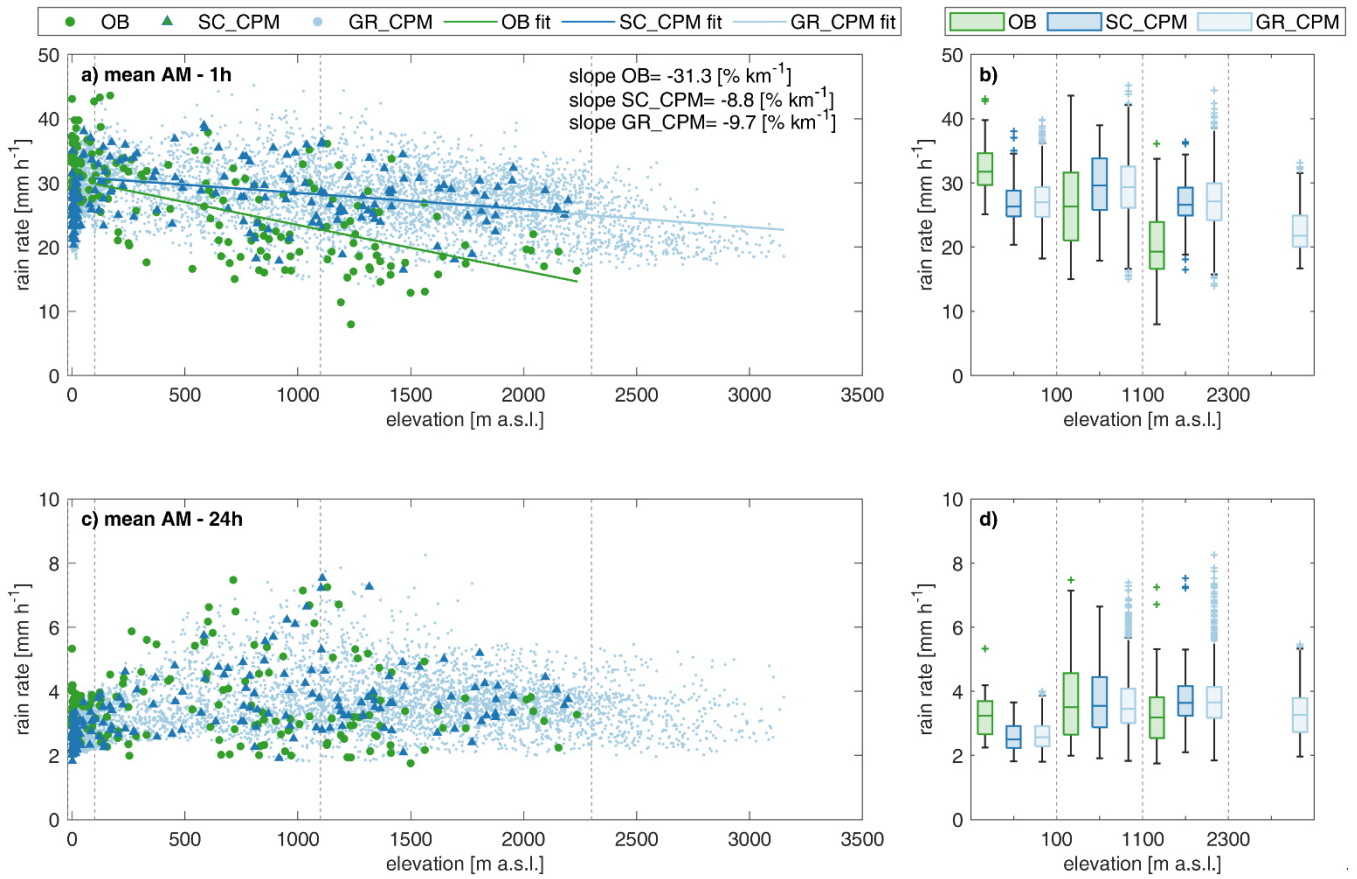 OB SC_CPM GR_CPM OB fit SC_CPM fit GR_CPM fit
OB SC_CPM GR_CPM
a) mean AM - 1h
slope OB= -31.3 [% km-1]
slope SC_CPM= -8.8 [% km-1]
slope GR_CPM= -9.7 [% km-1]
rain rate [mm h-1]
50
40
30
20
10
0
0 500 1000 1500 2000 2500 3000 3500
elevation [m a.s.l.]
b)
rain rate [mm h-1]
50
40
30
20
10
0
100 1100 2300
elevation [m a.s.l.]
c) mean AM - 24h
rain rate [mm h-1]
10
8
6
4
2
0
0 500 1000 1500 2000 2500 3000 3500
elevation [m a.s.l.]
d)
rain rate [mm h-1]
10
8
6
4
2
0
100 1100 2300
elevation [m a.s.l.]